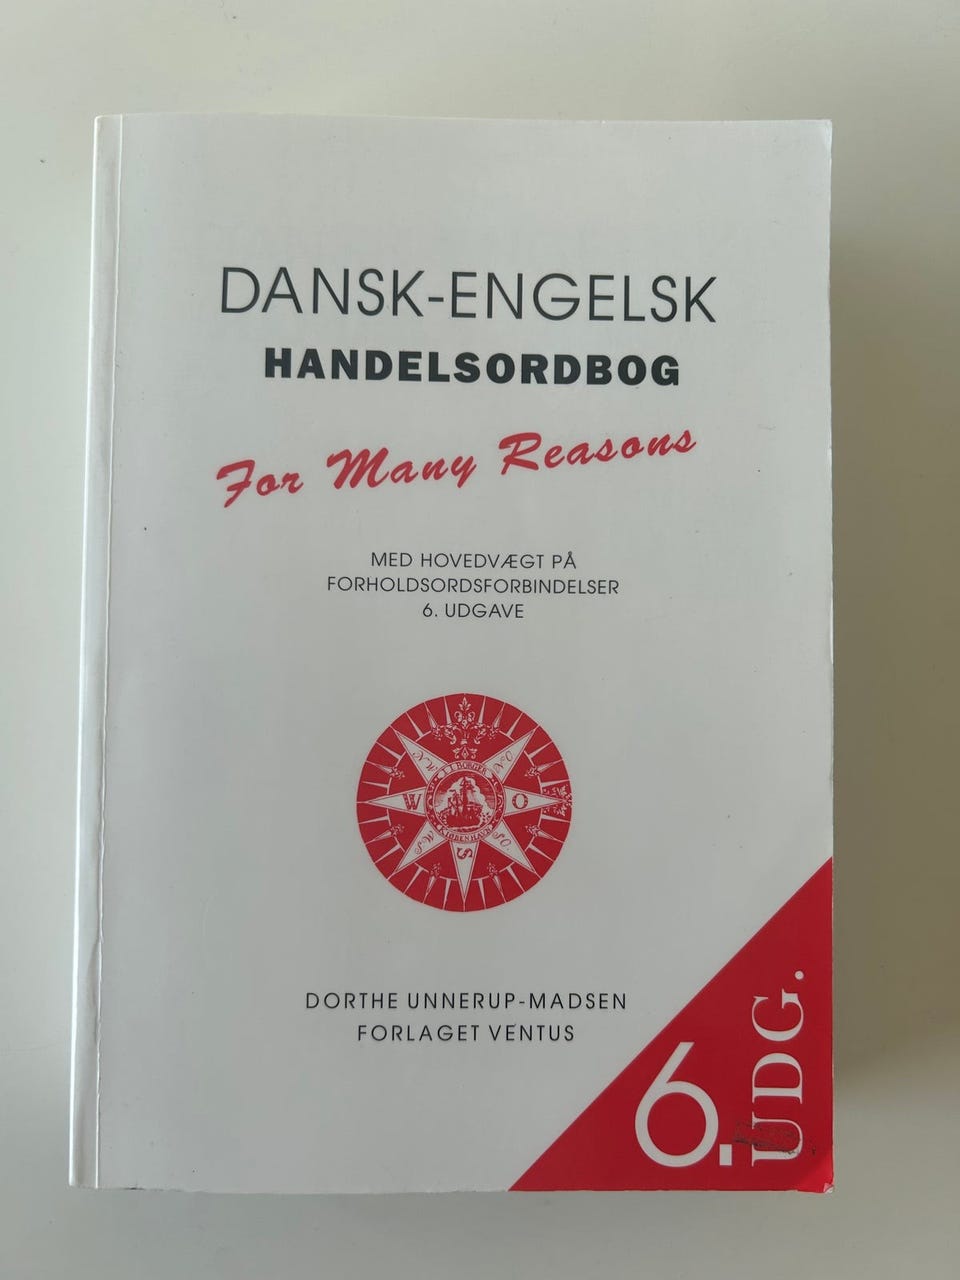 DANSK-ENGELSK
HANDELSORDBOG
For Many Reasons
MED HOVEDVÆGT PÅ
FORHOLDSORDSFORBINDELSER
6. UDGAVE
N.W.
N.O.
W
O
S.W.
S.O.
S
KIØBENHAVN
DORTHE UNNERUP-MADSEN
FORLAGET VENTUS
6. UDG.